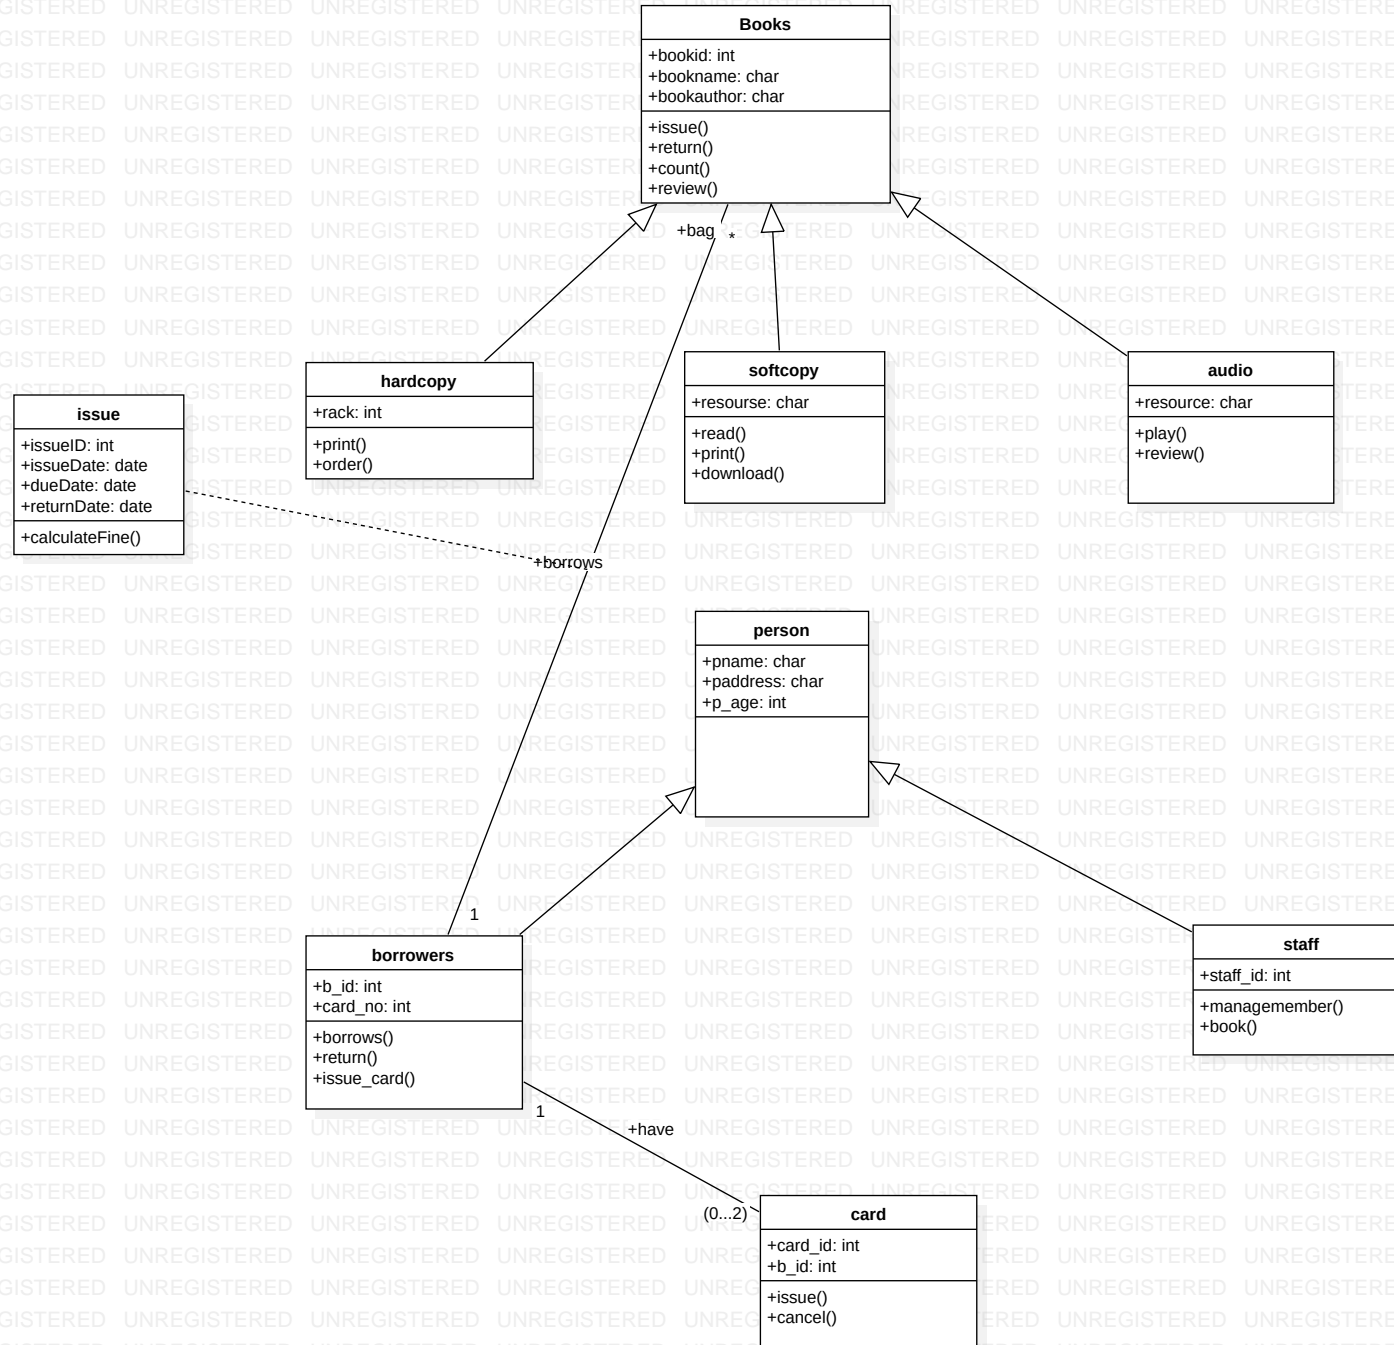 Books
+bookid: int
+bookname: char
+bookauthor: char
+issue()
+return()
+count()
+review()
+bag
*
hardcopy
+rack: int
+print()
+order()
softcopy
+resourse: char
+read()
+print()
+download()
audio
+resource: char
+play()
+review()
issue
+issueID: int
+issueDate: date
+dueDate: date
+returnDate: date
+calculateFine()
+borrows
person
+pname: char
+paddress: char
+p_age: int
1
borrowers
+b_id: int
+card_no: int
+borrows()
+return()
+issue_card()
staff
+staff_id: int
+managemember()
+book()
1
+have
(0...2)
card
+card_id: int
+b_id: int
+issue()
+cancel()
UNREGISTERED